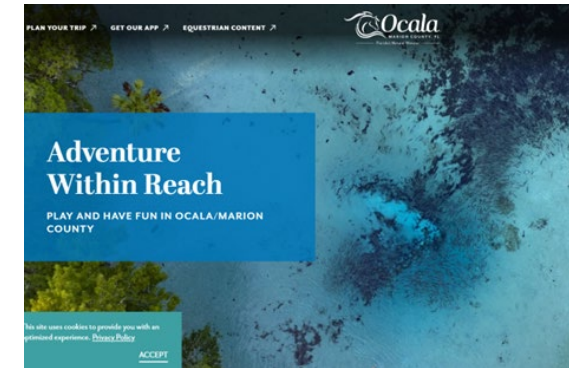 PLAN YOUR TRIP ↗ GET OUR APP ↗ EQUESTRIAN CONTENT ↗
Ocala
MARION COUNTY, FL
Adventure
Within Reach
PLAY AND HAVE FUN IN OCALA/MARION
COUNTY
This site uses cookies to provide you with an
optimized experience. Privacy Policy
ACCEPT